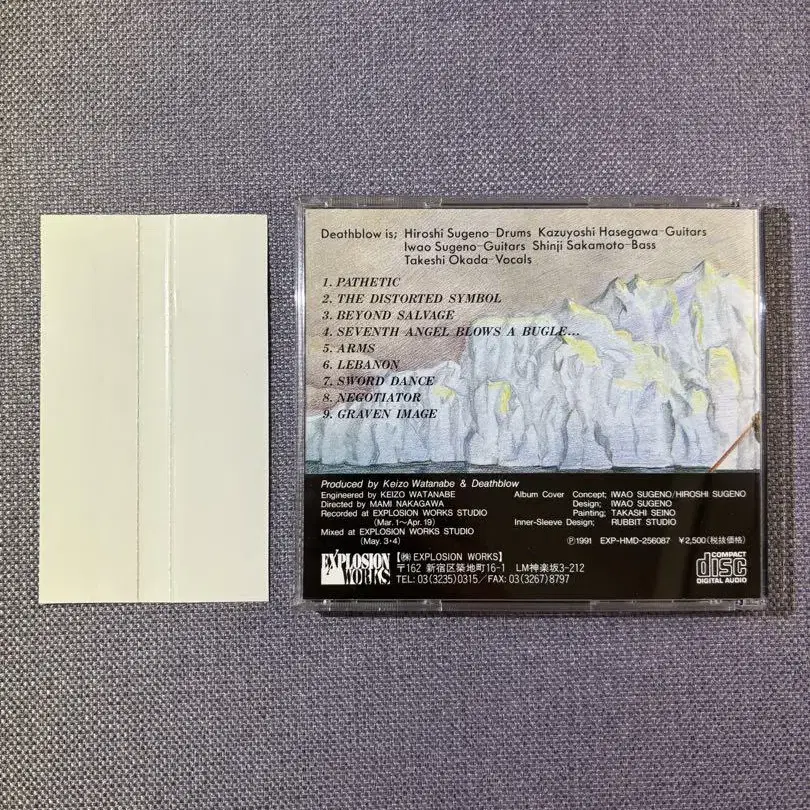 Deathblow is; Hiroshi Sugeno–Drums Kazuyoshi Hasegawa–Guitars
Iwao Sugeno–Guitars Shinji Sakamoto–Bass
Takeshi Okada–Vocals
1. PATHETIC
2. THE DISTORTED SYMBOL
3. BEYOND SALVAGE
4. SEVENTH ANGEL BLOWS A BUGLE...
5. ARMS
6. LEBANON
7. SWORD DANCE
8. NEGOTIATOR
9. GRAVEN IMAGE
Produced by Keizo Watanabe & Deathblow
Engineered by KEIZO WATANABE
Directed by MAMI NAKAGAWA
Recorded at EXPLOSION WORKS STUDIO
(Mar. 1~Apr. 19)
Mixed at EXPLOSION WORKS STUDIO
(May. 3・4)
Album Cover Concept; IWAO SUGENO/HIROSHI SUGENO
Design; IWAO SUGENO
Painting; TAKASHI SEINO
Inner-Sleeve Design; RUBBIT STUDIO
Ⓟ1991 EXP-HMD-256087 ¥2,500(税抜価格)
EXPLOSION WORKS
【㈱ EXPLOSION WORKS】
〒162 新宿区築地町16-1 LM神楽坂3-212
TEL: 03(3235)0315/FAX: 03(3267)8797
COMPACT
disc
DIGITAL AUDIO